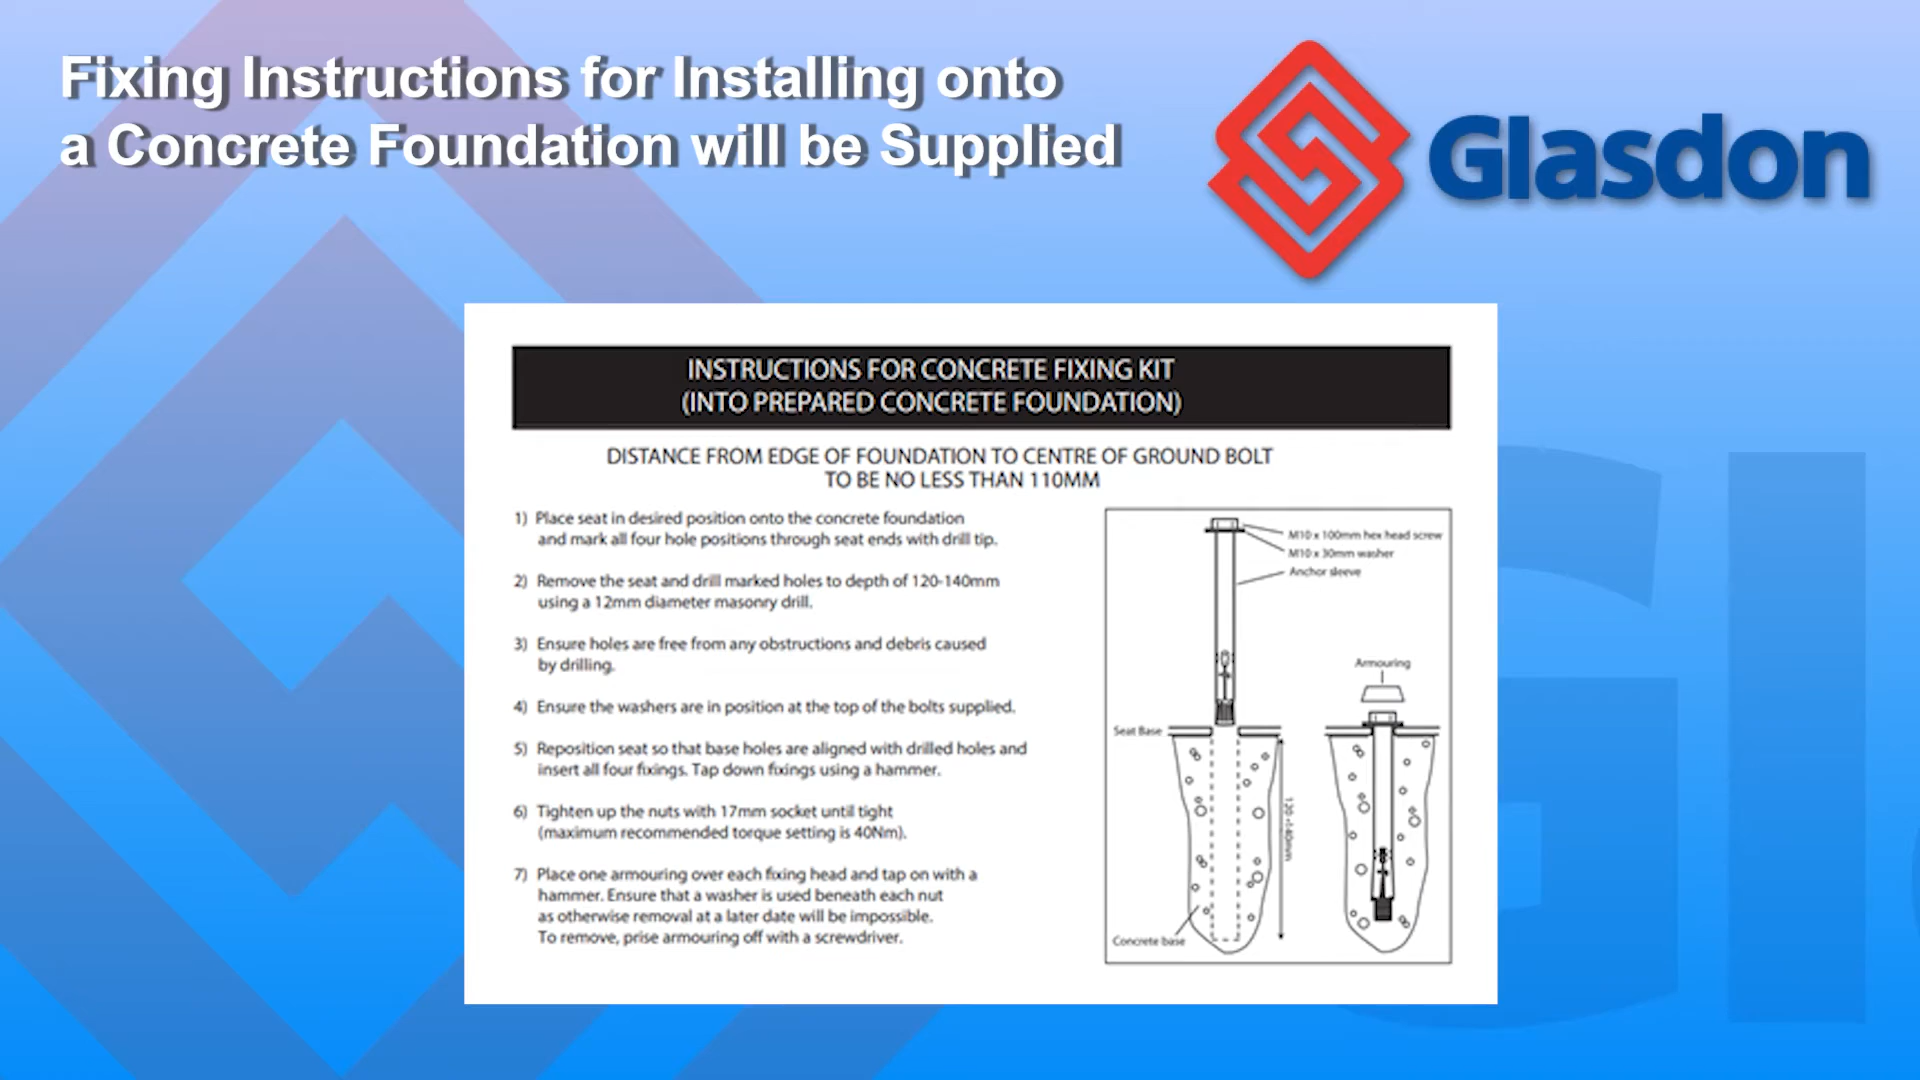 Fixing Instructions for Installing onto
a Concrete Foundation will be Supplied
Glasdon
INSTRUCTIONS FOR CONCRETE FIXING KIT
(INTO PREPARED CONCRETE FOUNDATION)
DISTANCE FROM EDGE OF FOUNDATION TO CENTRE OF GROUND BOLT
TO BE NO LESS THAN 110MM
1) Place seat in desired position onto the concrete foundation
and mark all four hole positions through seat ends with drill tip.
2) Remove the seat and drill marked holes to depth of 120-140mm
using a 12mm diameter masonry drill.
3) Ensure holes are free from any obstructions and debris caused
by drilling.
4) Ensure the washers are in position at the top of the bolts supplied.
5) Reposition seat so that base holes are aligned with drilled holes and
insert all four fixings. Tap down fixings using a hammer.
6) Tighten up the nuts with 17mm socket until tight
(maximum recommended torque setting is 40Nm).
7) Place one armouring over each fixing head and tap on with a
hammer. Ensure that a washer is used beneath each nut
as otherwise removal at a later date will be impossible.
To remove, prise armouring off with a screwdriver.
M10 x 100mm hex head screw
M10 x 30mm washer
Anchor sleeve
Armouring
Seat Base
120-140mm
Concrete base
Gl